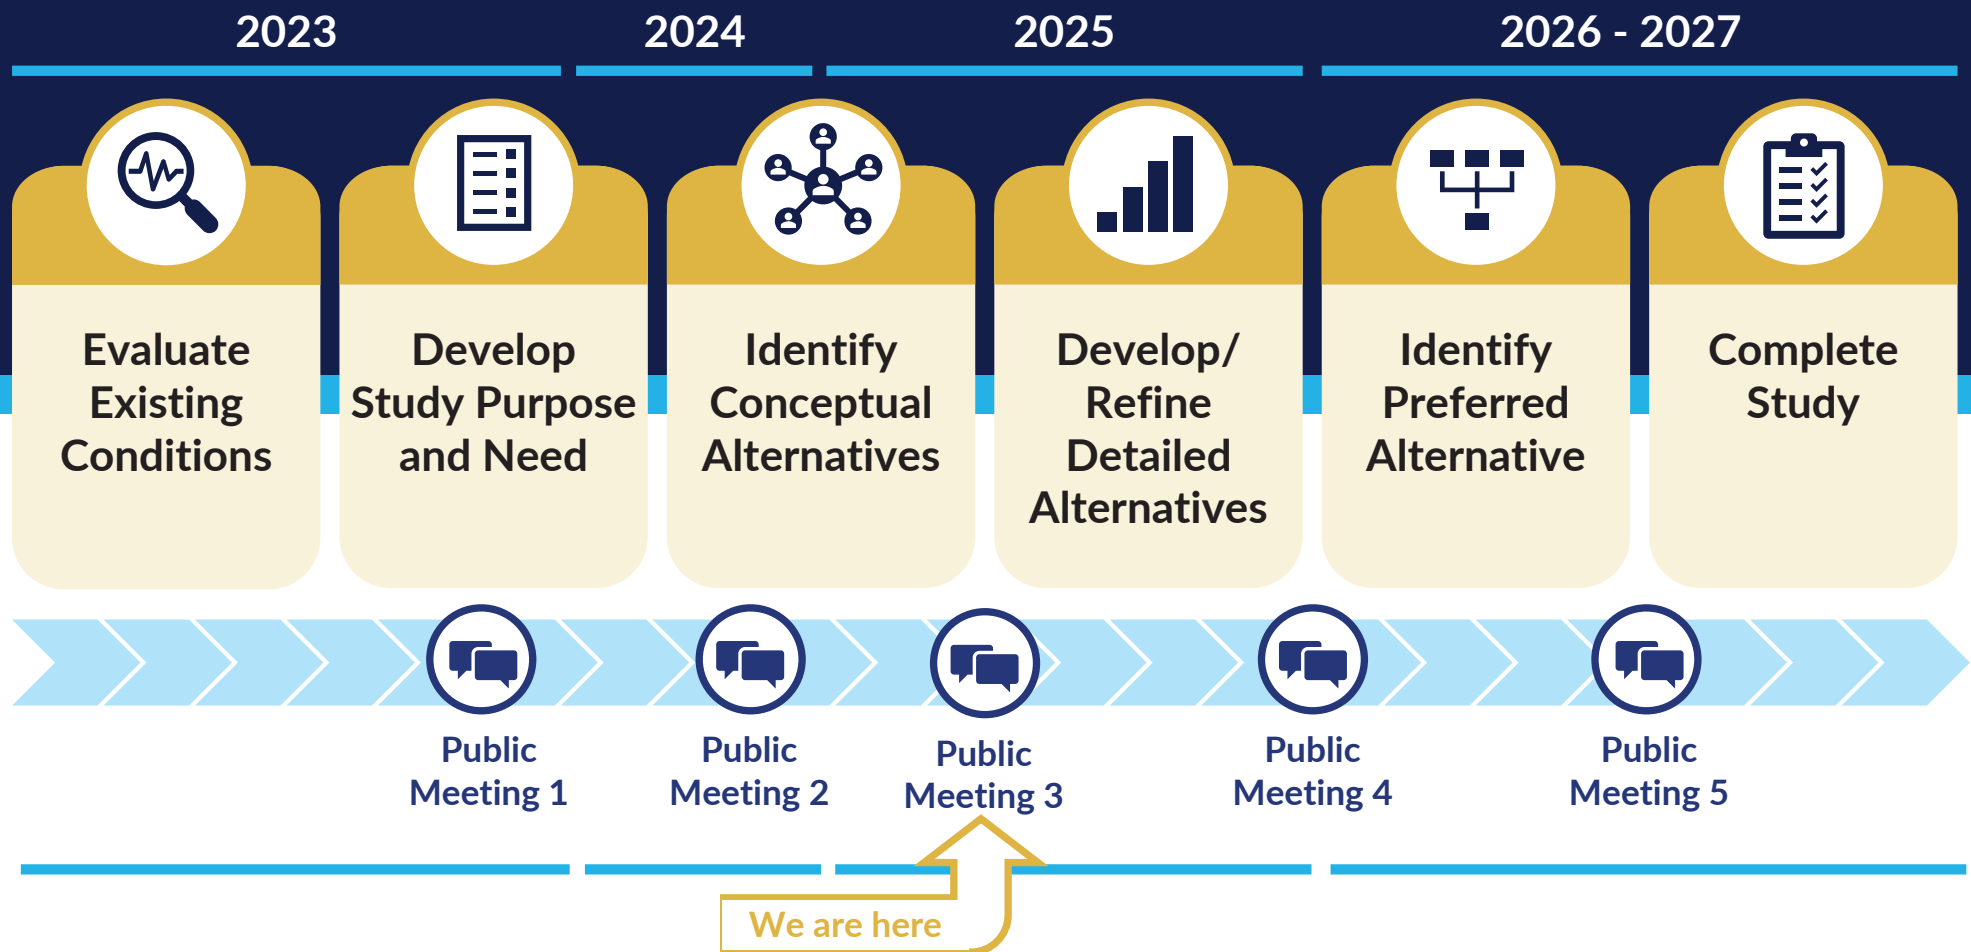 2023
2024
2025
2026 - 2027
Evaluate
Existing
Conditions
Develop
Study Purpose
and Need
Identify
Conceptual
Alternatives
Develop/
Refine
Detailed
Alternatives
Identify
Preferred
Alternative
Complete
Study
Public
Meeting 1
Public
Meeting 2
Public
Meeting 3
Public
Meeting 4
Public
Meeting 5
We are here